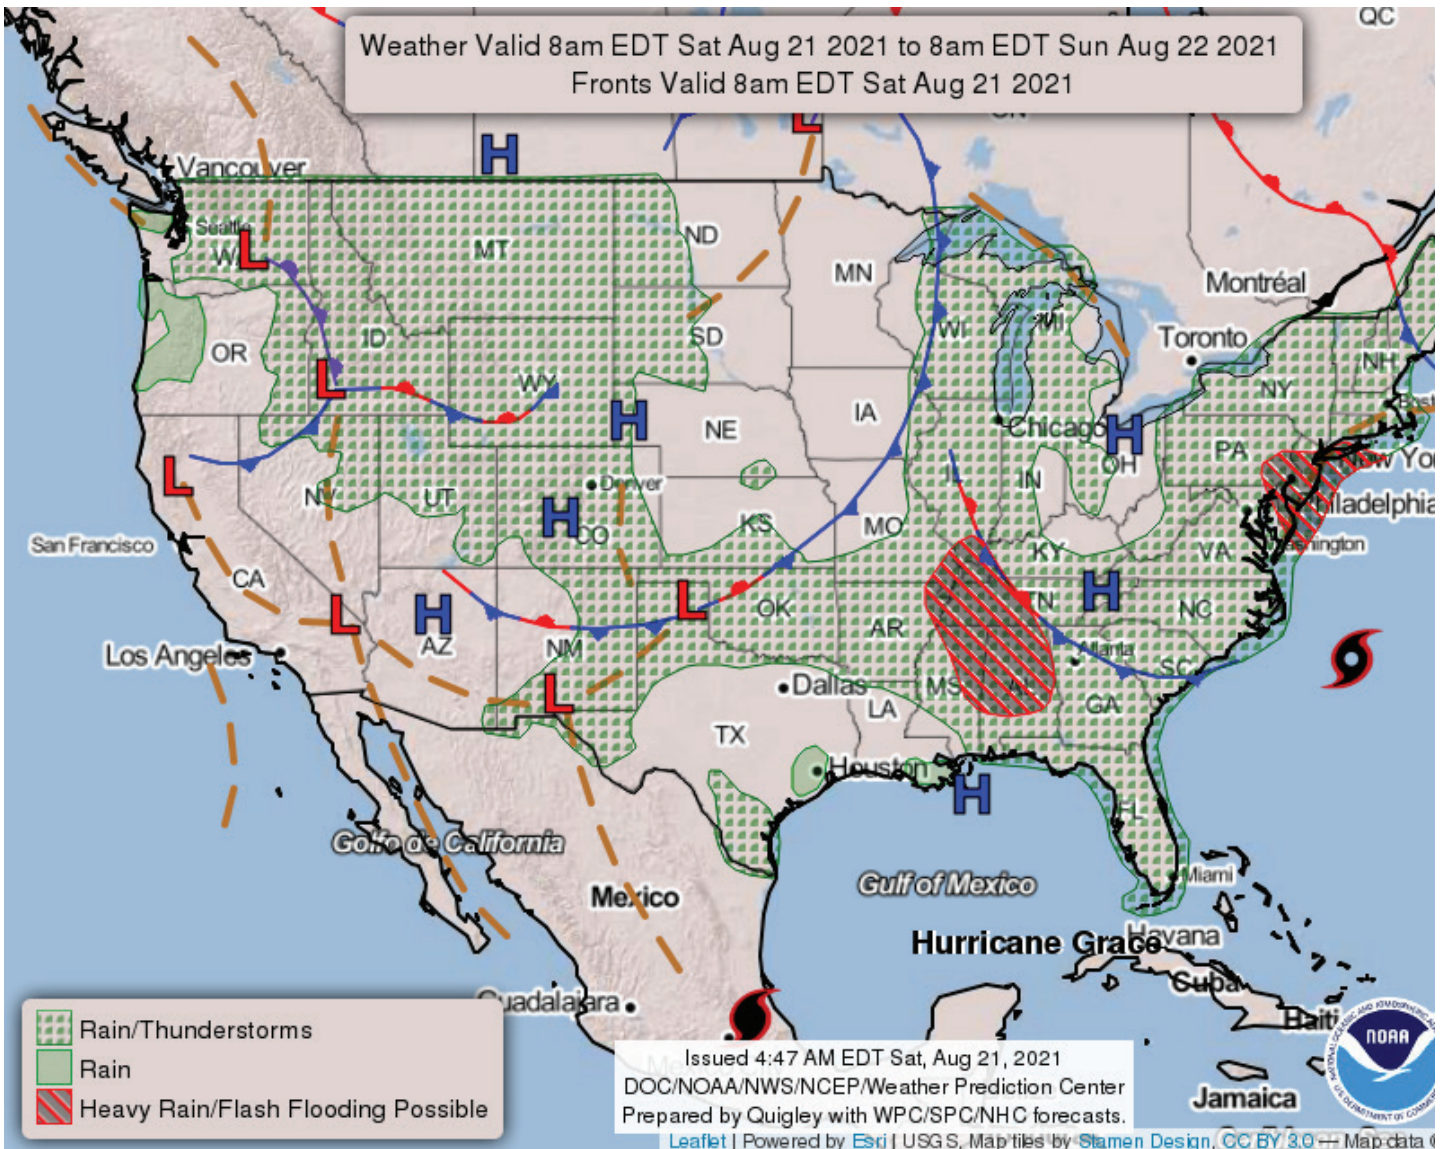 QC
Weather Valid 8am EDT Sat Aug 21 2021 to 8am EDT Sun Aug 22 2021
Fronts Valid 8am EDT Sat Aug 21 2021
L
H
Vancouver
Seattle
L
MT
ND
MN
Montréal
ID
OR
WY
SD
WI
MI
Toronto
NH
NY
L
H
NE
IA
Chicago
H
OH
PA
L
NV
UT
Denver
H
CO
KS
MO
IL
IN
San Francisco
CA
KY
VA
L
H
AZ
NM
L
OK
AR
TN
H
NC
Los Angeles
L
Dallas
MS
AL
Atlanta
GA
SC
LA
TX
Houston
H
FL
Golfo de California
Mexico
Gulf of Mexico
Miami
Hurricane Grace
Havana
Cuba
Guadalajara
Haiti
Jamaica
NOAA
Rain/Thunderstorms
Rain
Heavy Rain/Flash Flooding Possible
Issued 4:47 AM EDT Sat, Aug 21, 2021
DOC/NOAA/NWS/NCEP/Weather Prediction Center
Prepared by Quigley with WPC/SPC/NHC forecasts.
Leaflet | Powered by Esri | USGS, Map tiles by Stamen Design, CC BY 3.0 — Map data ©